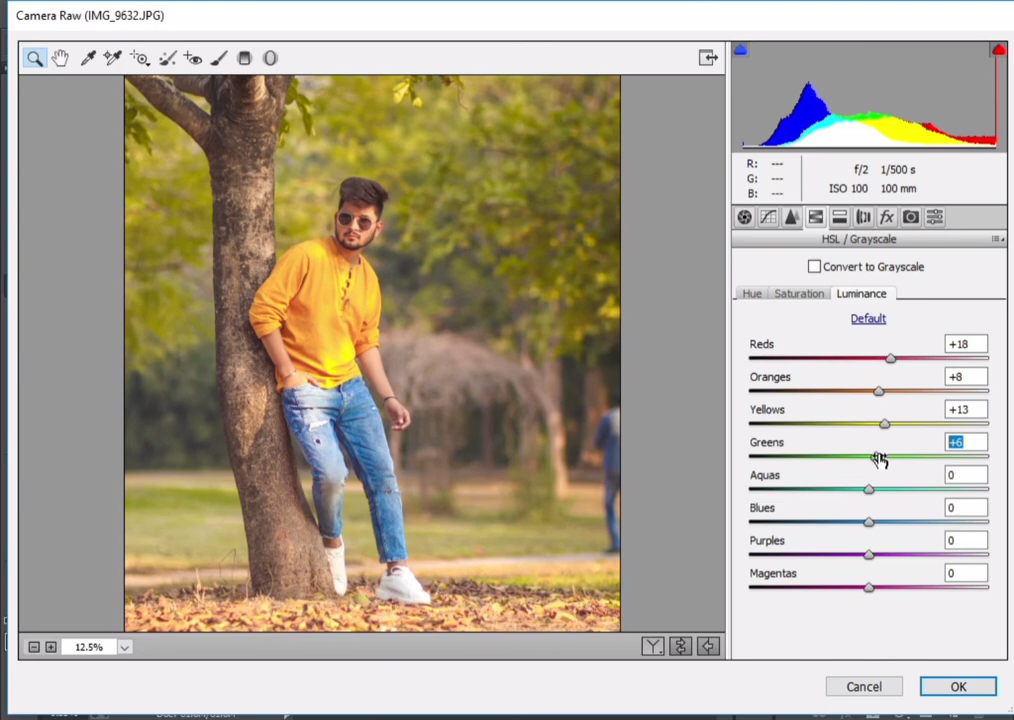 Camera Raw (IMG_9632.JPG)
R: ---
G: ---
B: ---
f/2 1/500 s
ISO 100 100 mm
fx
HSL / Grayscale
Convert to Grayscale
Hue Saturation Luminance
Default
Reds +18
Oranges +8
Yellows +13
Greens +6
Aquas 0
Blues 0
Purples 0
Magentas 0
12.5%
Y
Cancel OK